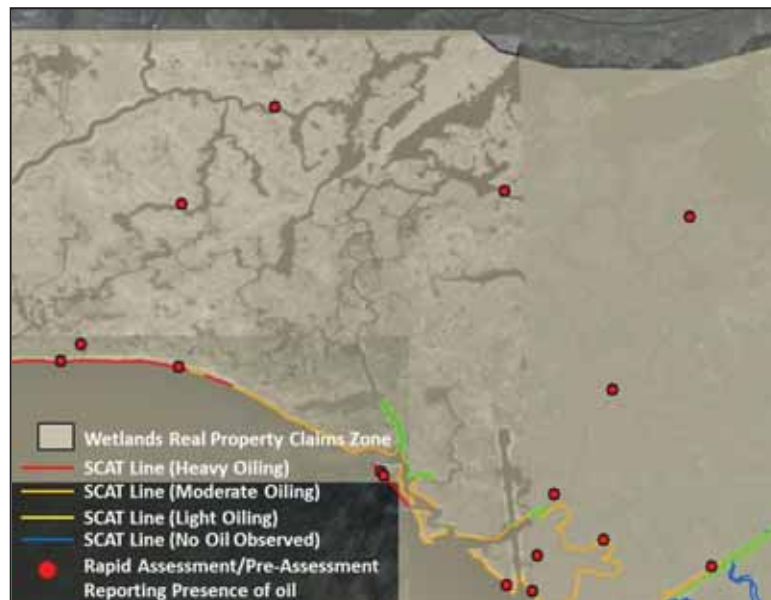 Wetlands Real Property Claims Zone
SCAT Line (Heavy Oiling)
SCAT Line (Moderate Oiling)
SCAT Line (Light Oiling)
SCAT Line (No Oil Observed)
Rapid Assessment/Pre-Assessment
Reporting Presence of oil